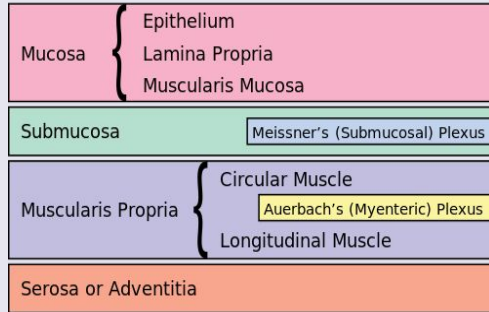 Epithelium
Mucosa
Lamina Propria
Muscularis Mucosa
Submucosa
Meissner's (Submucosal) Plexus
Circular Muscle
Muscularis Propria
Auerbach's (Myenteric) Plexus
Longitudinal Muscle
Serosa or Adventitia